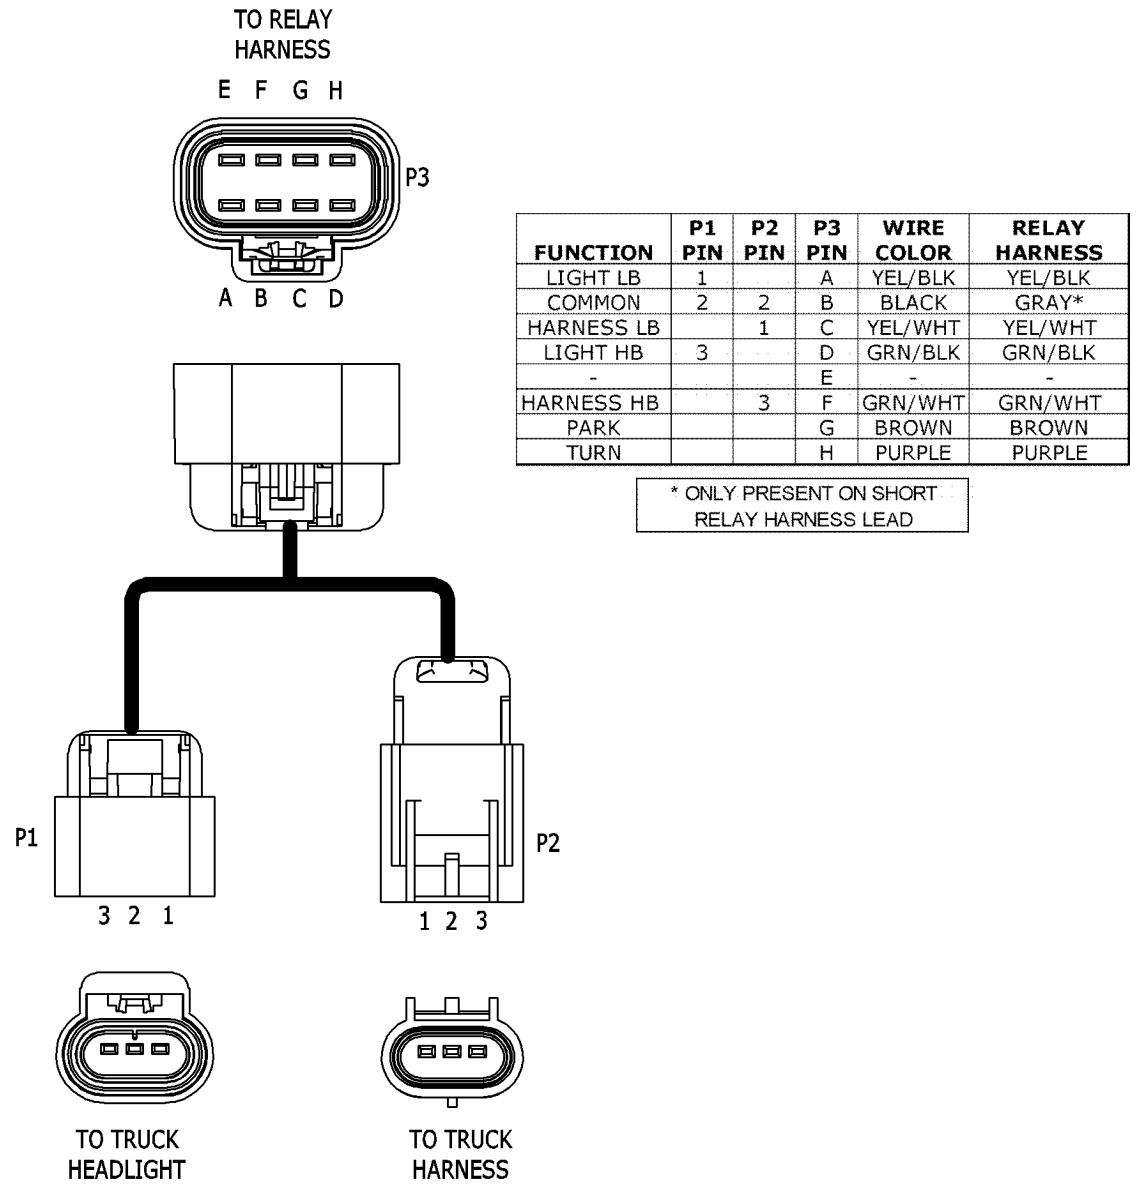 TO RELAY
HARNESS
E F G H
P3
A B C D
FUNCTION P1 PIN P2 PIN P3 PIN WIRE COLOR RELAY HARNESS
LIGHT LB 1 A YEL/BLK YEL/BLK
COMMON 2 2 B BLACK GRAY*
HARNESS LB 1 C YEL/WHT YEL/WHT
LIGHT HB 3 D GRN/BLK GRN/BLK
- E - -
HARNESS HB 3 F GRN/WHT GRN/WHT
PARK G BROWN BROWN
TURN H PURPLE PURPLE
* ONLY PRESENT ON SHORT
RELAY HARNESS LEAD
P1
3 2 1
P2
1 2 3
TO TRUCK
HEADLIGHT
TO TRUCK
HARNESS